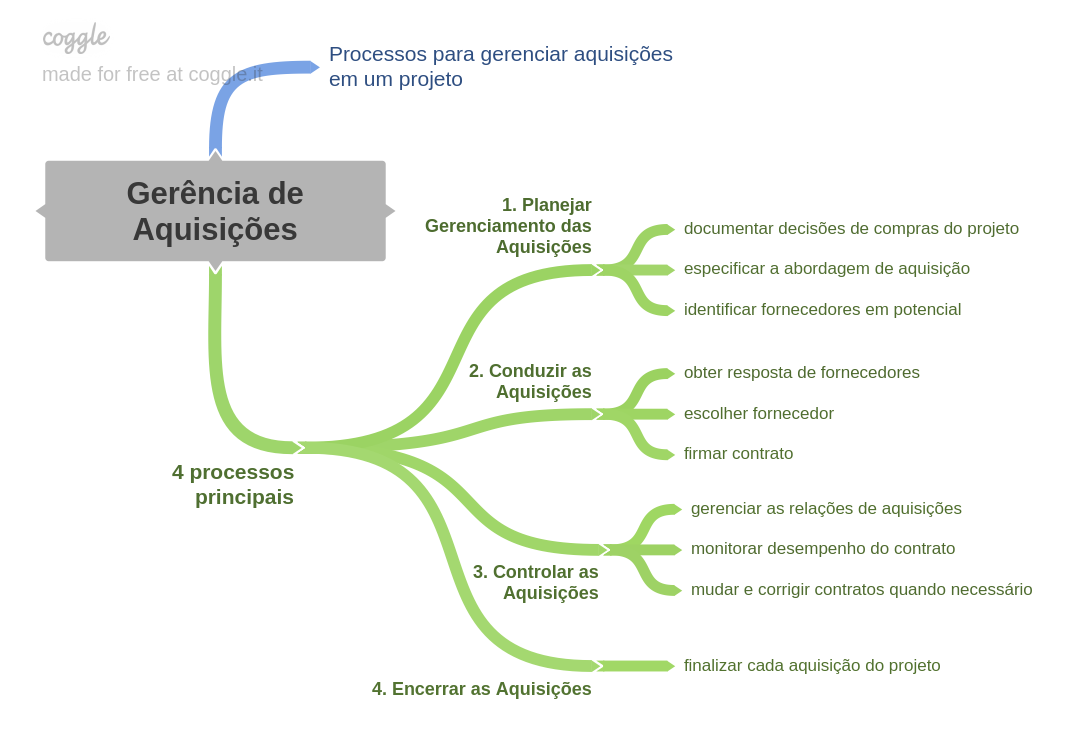 coggle
made for free at coggle.it
Processos para gerenciar aquisições
em um projeto
Gerência de
Aquisições
1. Planejar
Gerenciamento das
Aquisições
documentar decisões de compras do projeto
especificar a abordagem de aquisição
identificar fornecedores em potencial
2. Conduzir as
Aquisições
obter resposta de fornecedores
escolher fornecedor
firmar contrato
4 processos
principais
3. Controlar as
Aquisições
gerenciar as relações de aquisições
monitorar desempenho do contrato
mudar e corrigir contratos quando necessário
4. Encerrar as Aquisições
finalizar cada aquisição do projeto